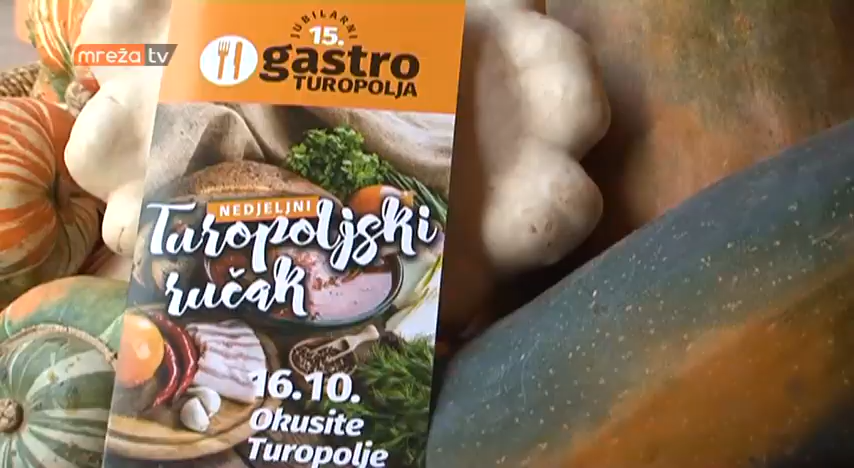 mreža tv
JUBILARNI
15.
gastro
TUROPOLJA
NEDJELJNI
Turopoljski
ručak
16.10.
Okusite
Turopolje